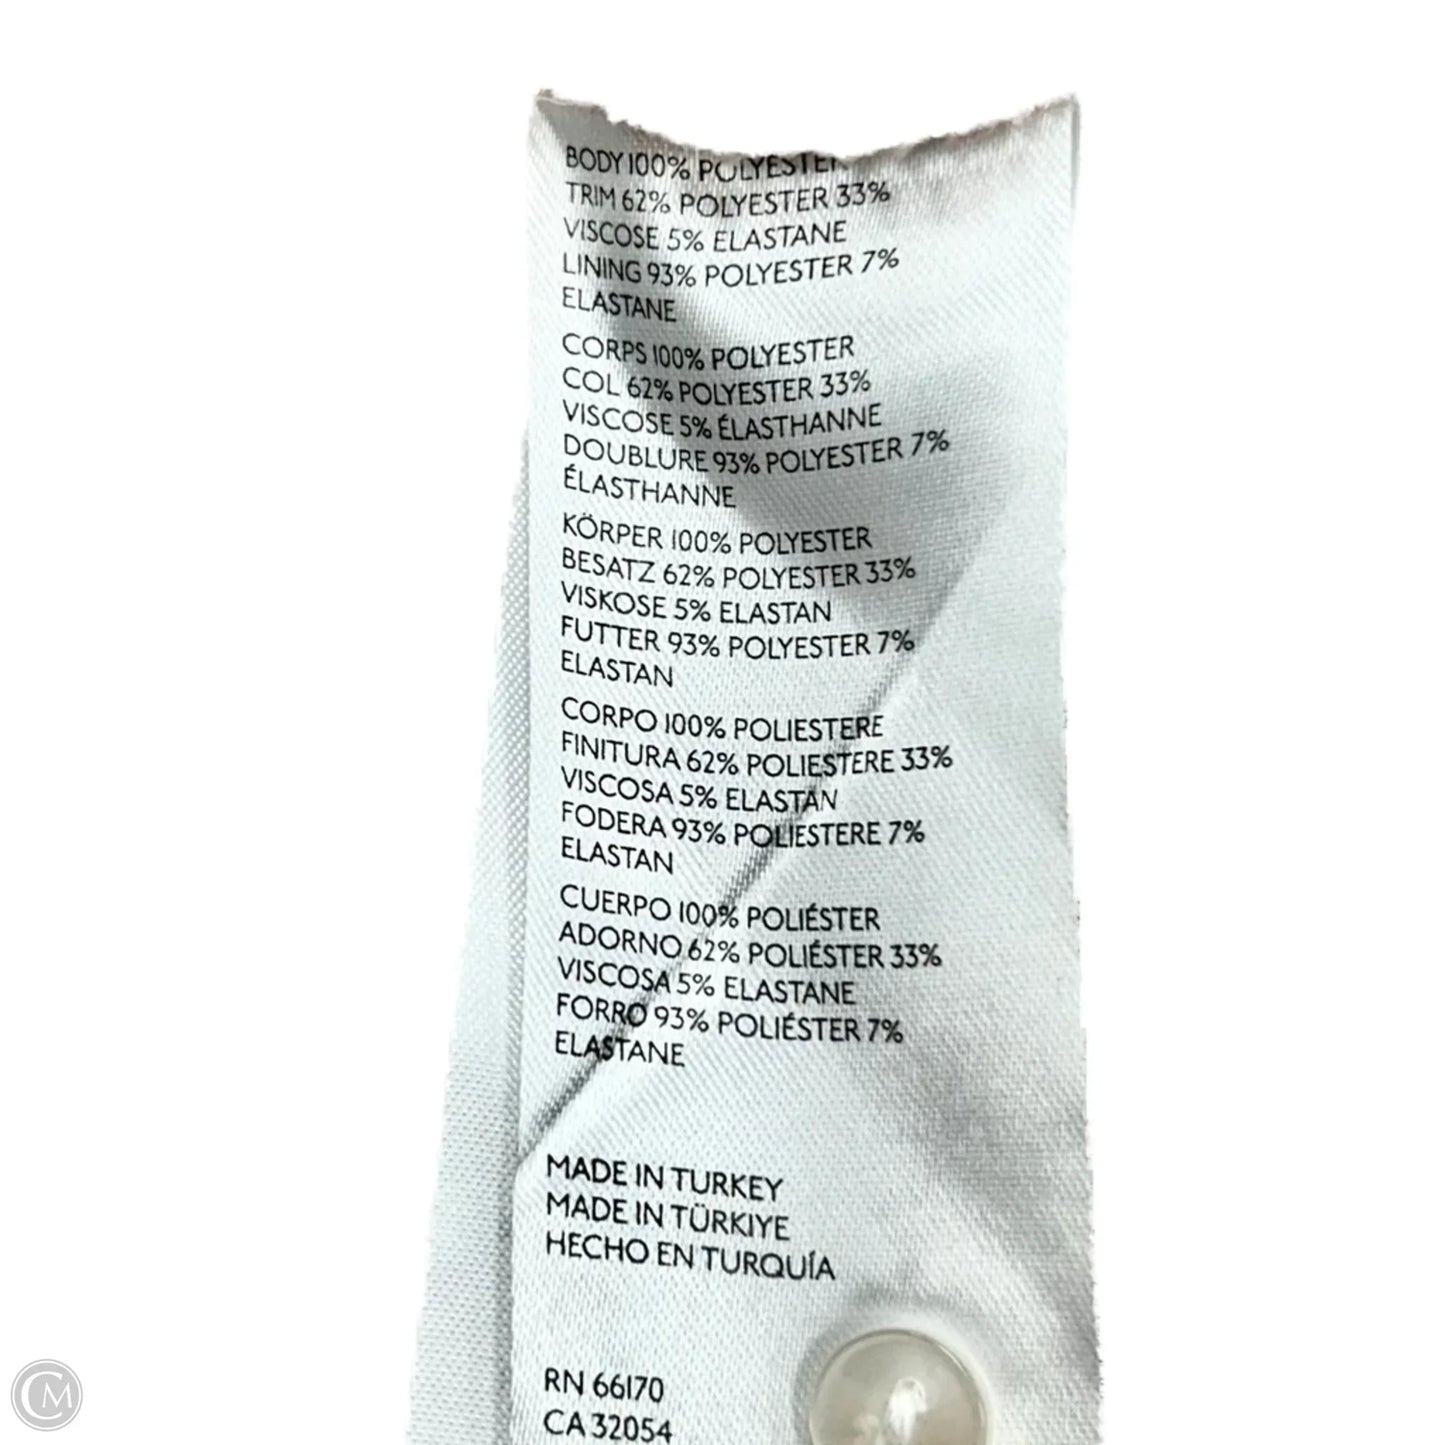 BODY 100% POLYESTER
TRIM 62% POLYESTER 33%
VISCOSE 5% ELASTANE
LINING 93% POLYESTER 7%
ELASTANE
CORPS 100% POLYESTER
COL 62% POLYESTER 33%
VISCOSE 5% ÉLASTHANNE
DOUBLURE 93% POLYESTER 7%
ÉLASTHANNE
KÖRPER 100% POLYESTER
BESATZ 62% POLYESTER 33%
VISKOSE 5% ELASTAN
FUTTER 93% POLYESTER 7%
ELASTAN
CORPO 100% POLIESTERE
FINITURA 62% POLIESTERE 33%
VISCOSA 5% ELASTAN
FODERA 93% POLIESTERE 7%
ELASTAN
CUERPO 100% POLIÉSTER
ADORNO 62% POLIÉSTER 33%
VISCOSA 5% ELASTANE
FORRO 93% POLIÉSTER 7%
ELASTANE
MADE IN TURKEY
MADE IN TÜRKIYE
HECHO EN TURQUÍA
RN 66170
CA 32054
CM